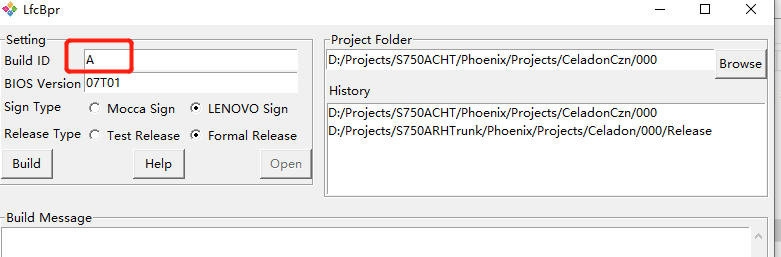 LfcBpr
Setting
Build ID A
BIOS Version 07T01
Sign Type Mocca Sign LENOVO Sign
Release Type Test Release Formal Release
Build Help Open
Project Folder
D:/Projects/S750ACHT/Phoenix/Projects/CeladonCzn/000 Browse
History
D:/Projects/S750ACHT/Phoenix/Projects/CeladonCzn/000
D:/Projects/S750ARHTrunk/Phoenix/Projects/Celadon/000/Release
Build Message